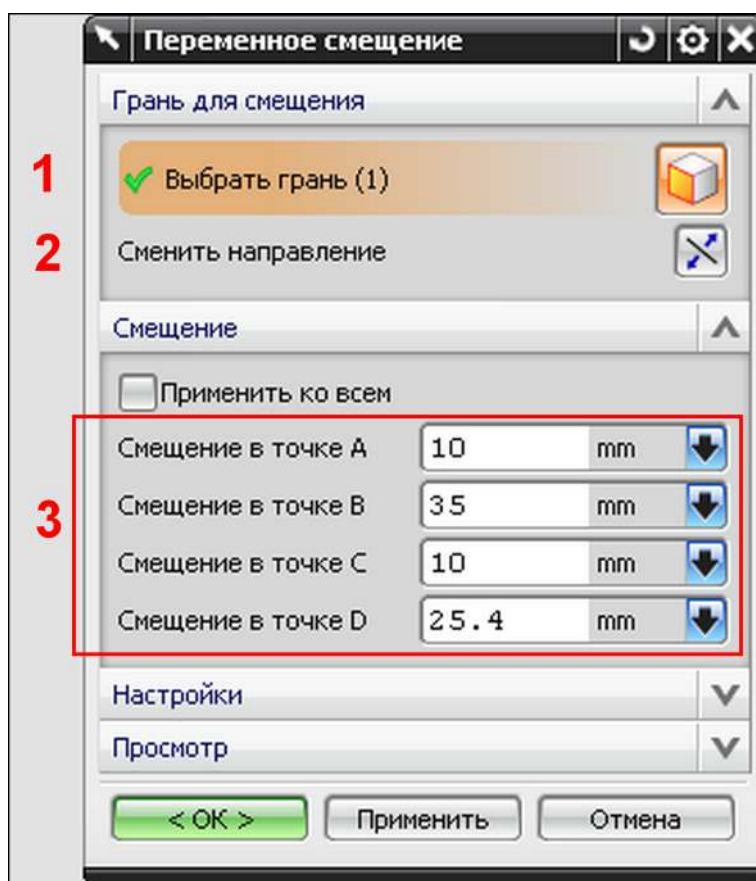 Переменное смещение
Грань для смещения
1
Выбрать грань (1)
2
Сменить направление
Смещение
Применить ко всем
3
Смещение в точке A 10 mm
Смещение в точке B 35 mm
Смещение в точке C 10 mm
Смещение в точке D 25.4 mm
Настройки
Просмотр
< OK > Применить Отмена